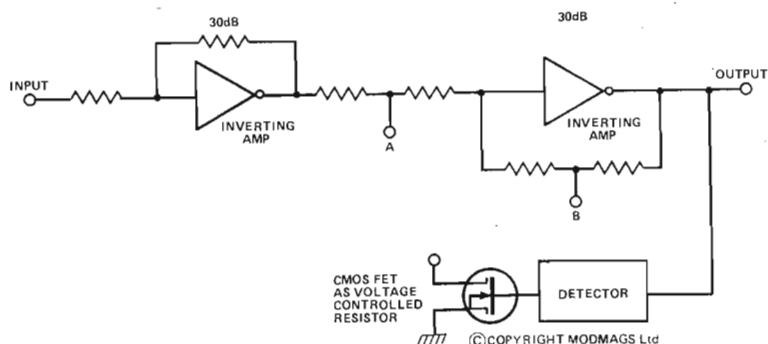 30dB
30dB
INPUT
OUTPUT
INVERTING
AMP
INVERTING
AMP
A
B
CMOS FET
AS VOLTAGE
CONTROLLED
RESISTOR
DETECTOR
©COPYRIGHT MODMAGS Ltd